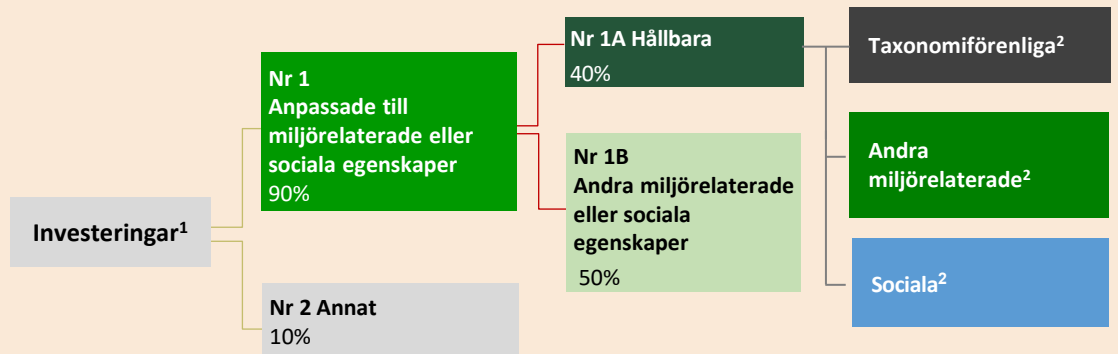 Investeringar¹
Nr 1
Anpassade till
miljörelaterade eller
sociala egenskaper
90%
Nr 2 Annat
10%
Nr 1A Hållbara
40%
Nr 1B
Andra miljörelaterade
eller sociala
egenskaper
50%
Taxonomiförenliga²
Andra
miljörelaterade²
Sociala²